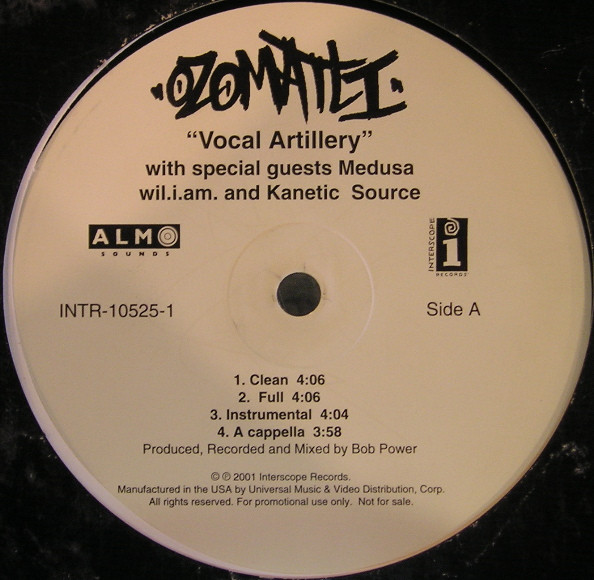 OZOMATLI
"Vocal Artillery"
with special guests Medusa
wil.i.am. and Kanetic Source
ALMO
SOUNDS
INTERSCOPE
i
RECORDS
INTR-10525-1
Side A
1. Clean 4:06
2. Full 4:06
3. Instrumental 4:04
4. A cappella 3:58
Produced, Recorded and Mixed by Bob Power
© ℗ 2001 Interscope Records.
Manufactured in the USA by Universal Music & Video Distribution, Corp.
All rights reserved. For promotional use only. Not for sale.